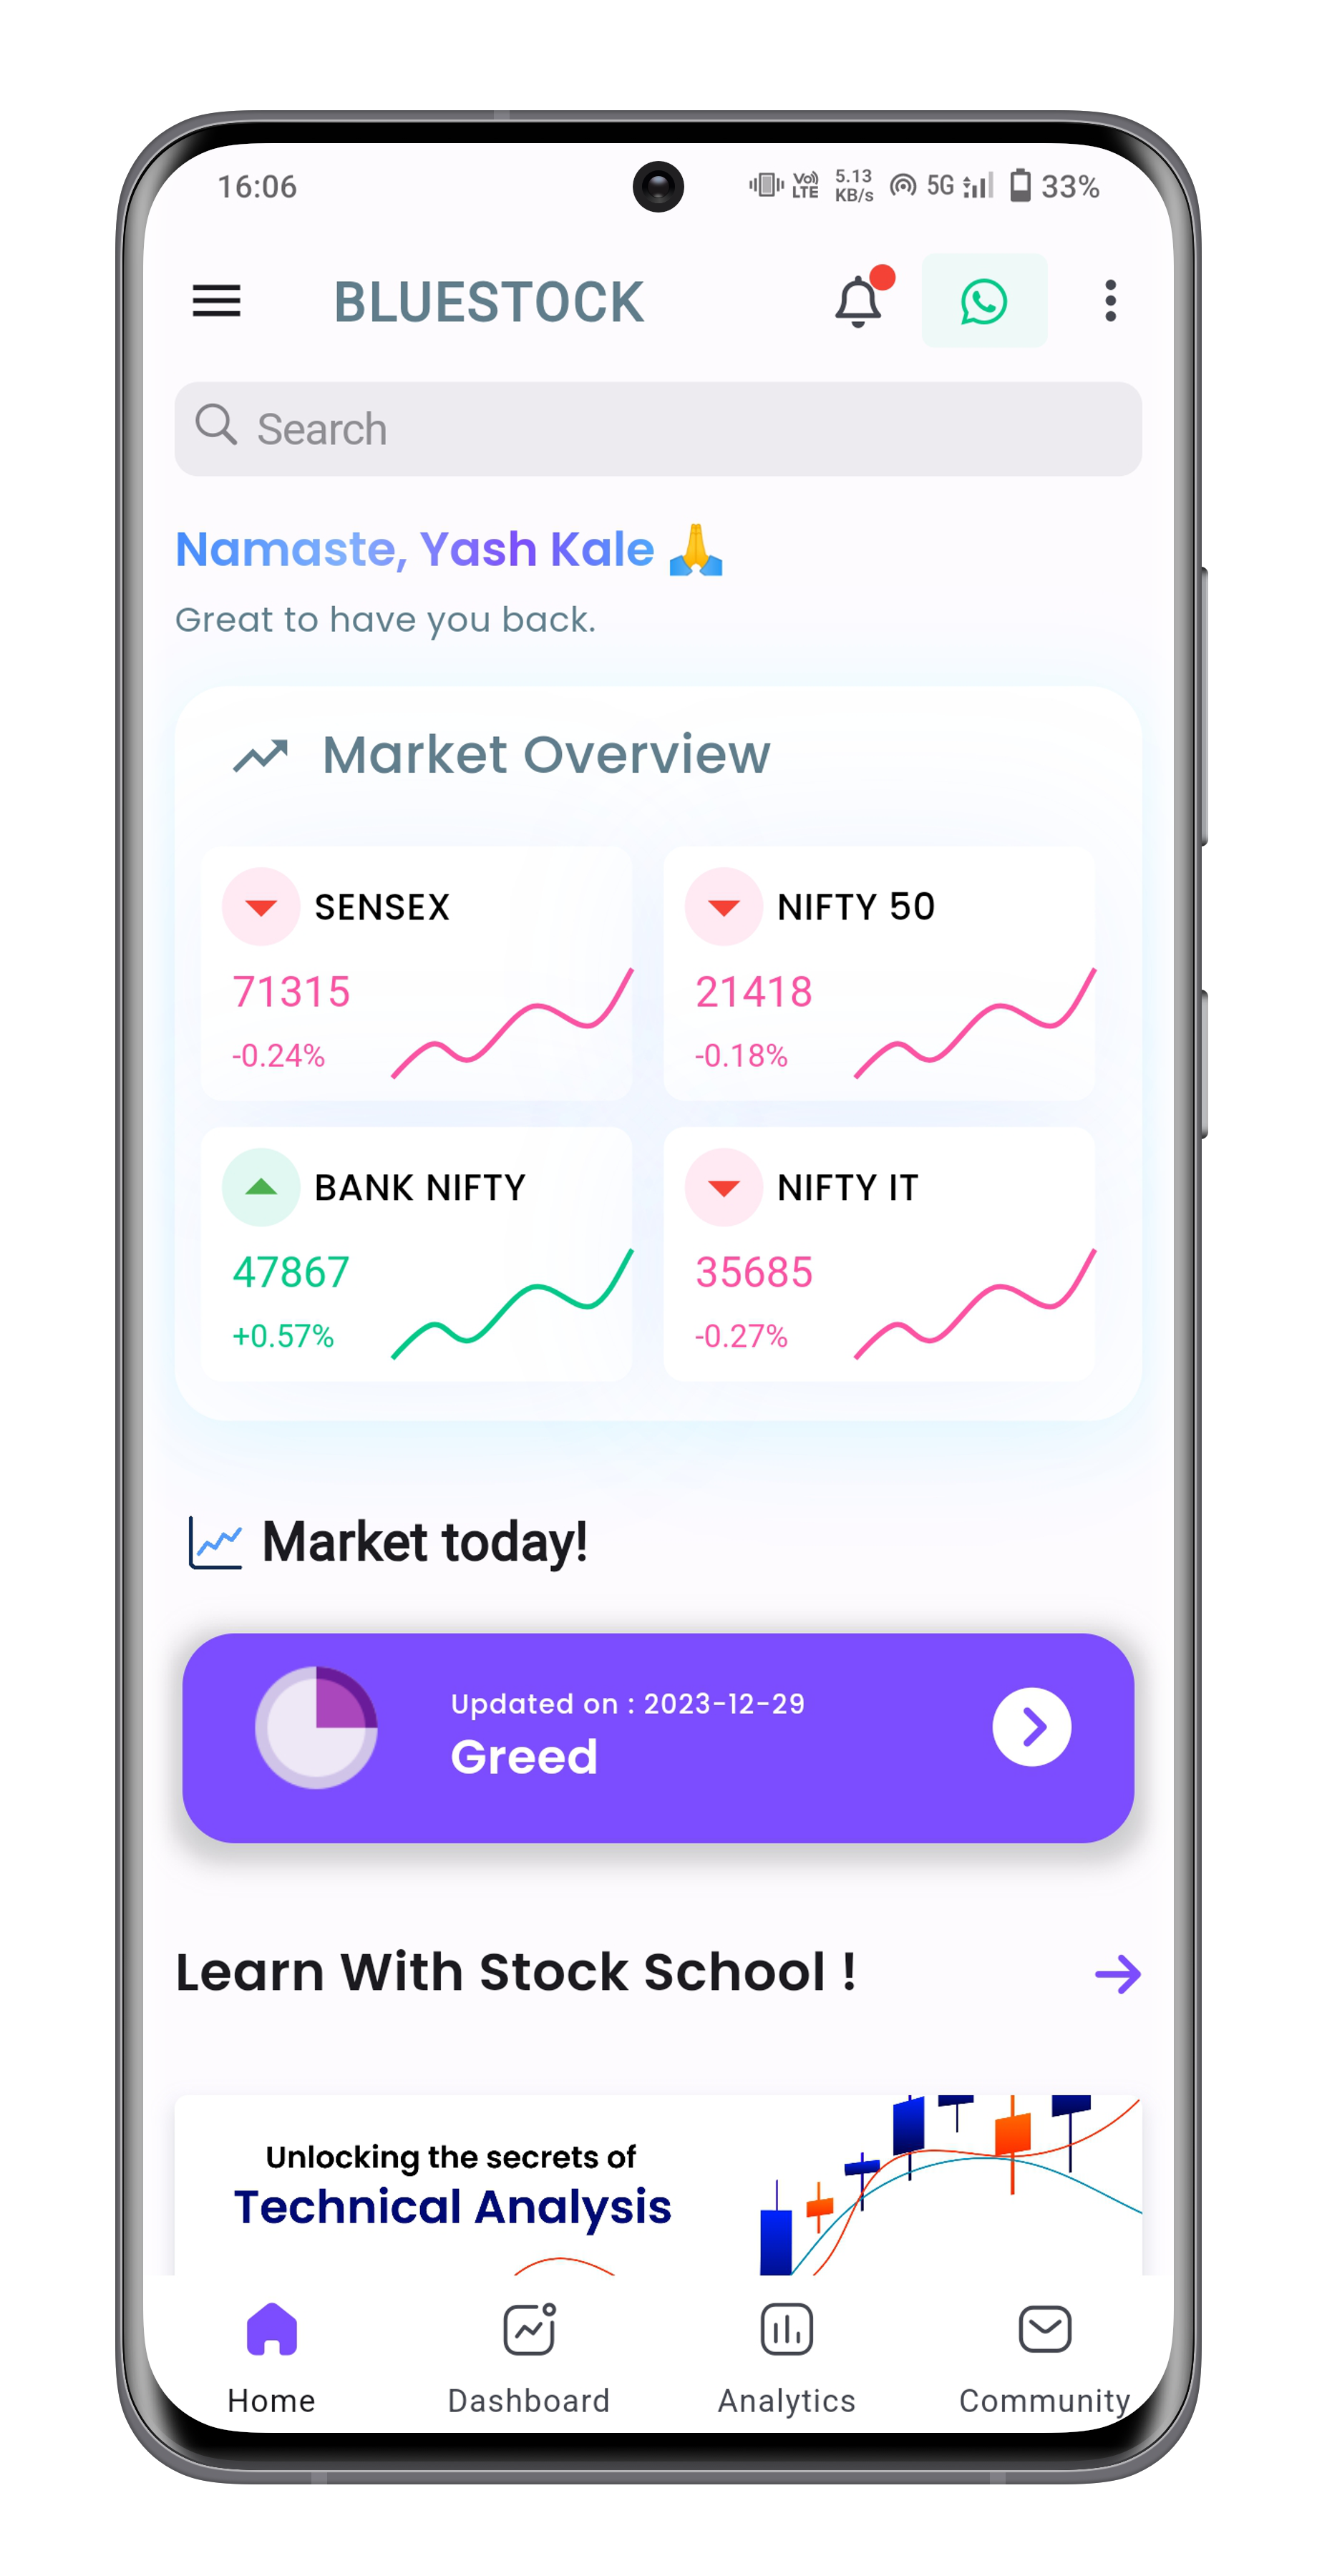 16:06
Vo) LTE
5.13 KB/s
5G
33%
BLUESTOCK
Search
Namaste, Yash Kale 🙏
Great to have you back.
Market Overview
SENSEX
71315
-0.24%
NIFTY 50
21418
-0.18%
BANK NIFTY
47867
+0.57%
NIFTY IT
35685
-0.27%
Market today!
Updated on : 2023-12-29
Greed
Learn With Stock School !
Unlocking the secrets of
Technical Analysis
Home
Dashboard
Analytics
Community